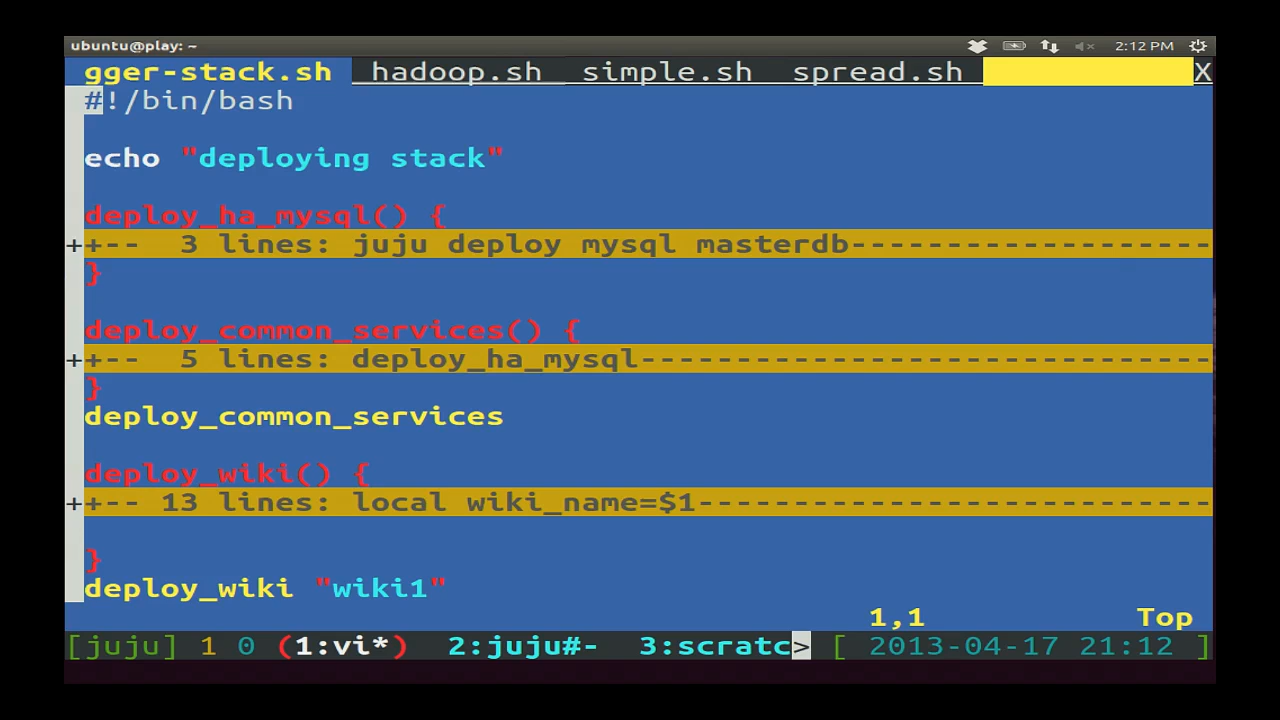 ubuntu@play: ~ 2:12 PM
gger-stack.sh hadoop.sh simple.sh spread.sh X
#!/bin/bash
echo "deploying stack"
deploy_ha_mysql() {
++-- 3 lines: juju deploy mysql masterdb-------------------
}
deploy_common_services() {
++-- 5 lines: deploy_ha_mysql------------------------------
}
deploy_common_services
deploy_wiki() {
++-- 13 lines: local wiki_name=$1---------------------------
}
deploy_wiki "wiki1"
1,1 Top
[juju] 1 0 (1:vi*) 2:juju#- 3:scratc> [ 2013-04-17 21:12 ]